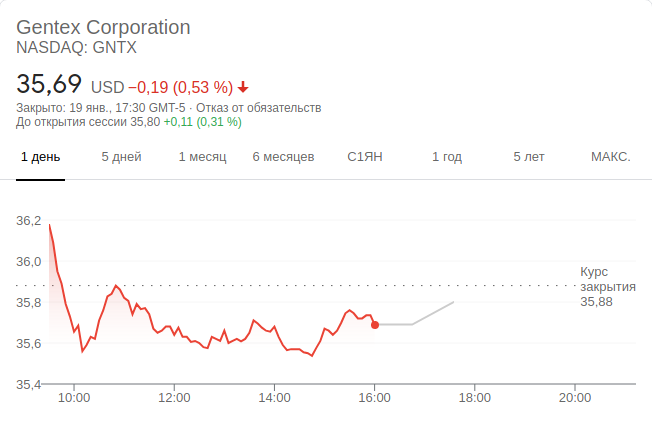 Gentex Corporation
NASDAQ: GNTX
35,69 USD −0,19 (0,53 %)
Закрыто: 19 янв., 17:30 GMT-5 · Отказ от обязательств
До открытия сессии 35,80 +0,11 (0,31 %)
1 день 5 дней 1 месяц 6 месяцев С1ЯН 1 год 5 лет МАКС.
36,2
36,0
Курс
закрытия
35,88
35,8
35,6
35,4
10:00 12:00 14:00 16:00 18:00 20:00